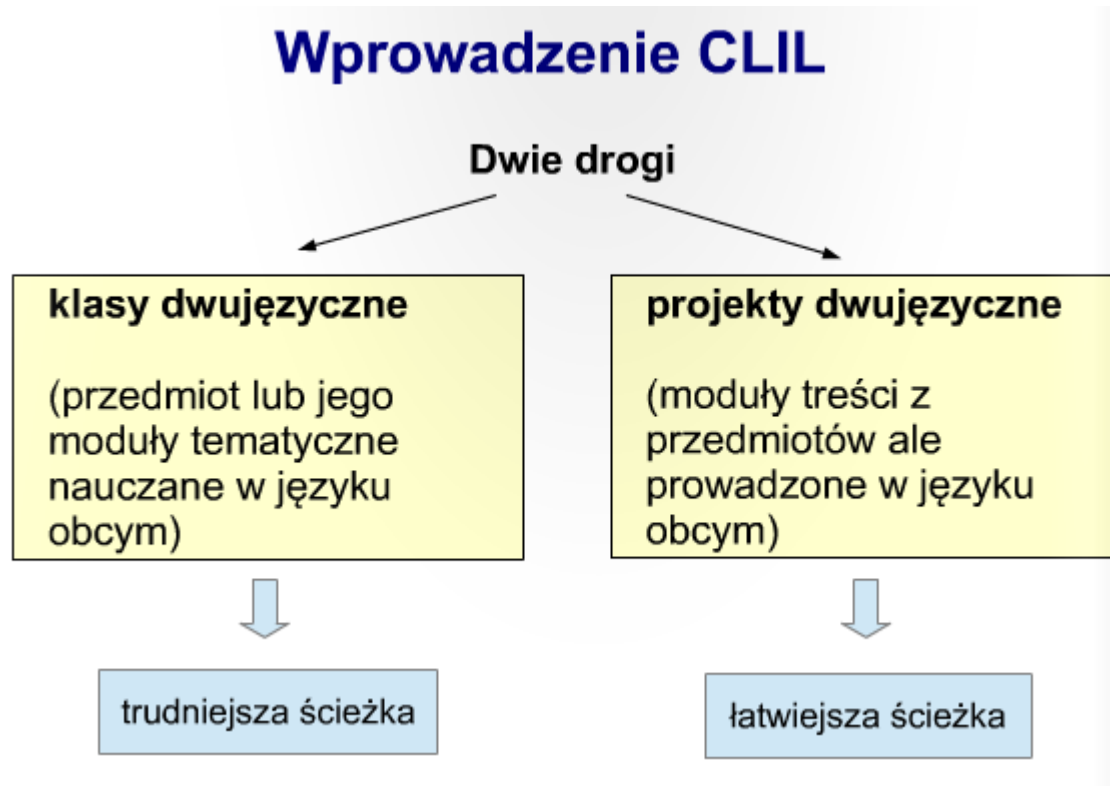 Wprowadzenie CLIL
Dwie drogi
klasy dwujęzyczne
(przedmiot lub jego
moduły tematyczne
nauczane w języku
obcym)
trudniejsza ścieżka
projekty dwujęzyczne
(moduły treści z
przedmiotów ale
prowadzone w języku
obcym)
łatwiejsza ścieżka